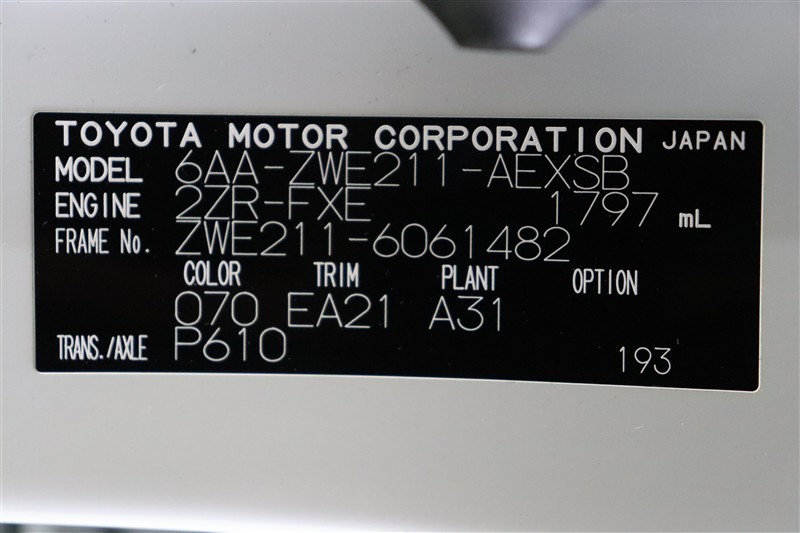 TOYOTA MOTOR CORPORATION JAPAN
MODEL 6AA-ZWE211-AEXSB
ENGINE 2ZR-FXE 1797 mL
FRAME No. ZWE211-6061482
COLOR TRIM PLANT OPTION
070 EA21 A31
TRANS./AXLE P610 193